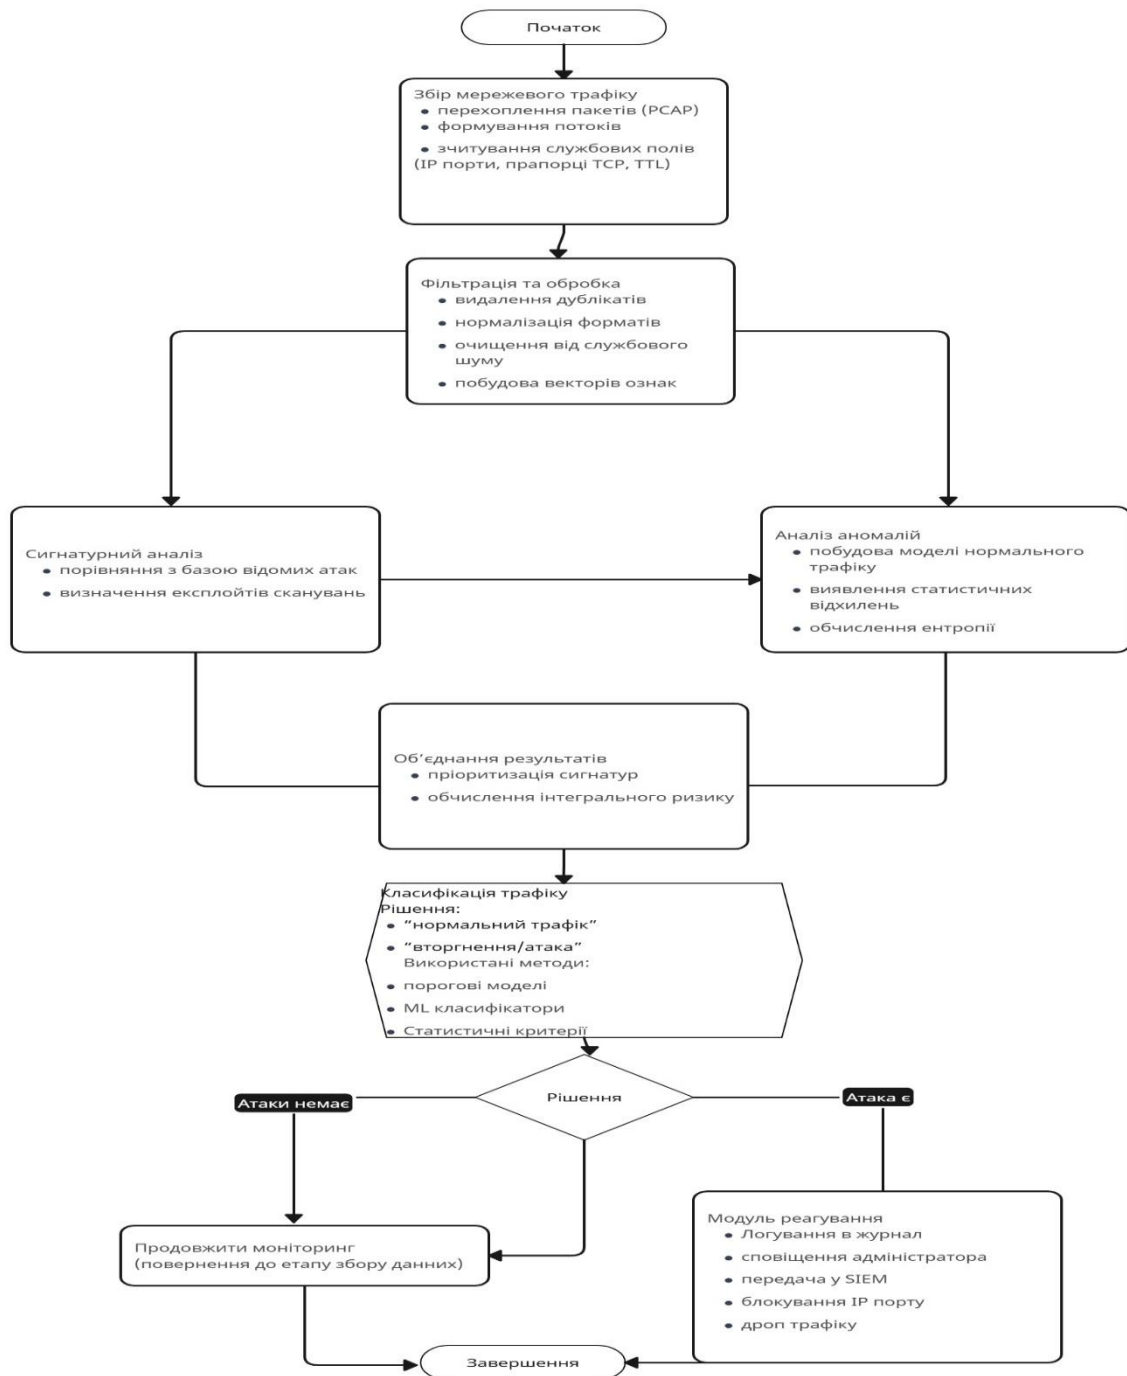 Початок
Збір мережевого трафіку
• перехоплення пакетів (PCAP)
• формування потоків
• зчитування службових полів
(IP порти, прапорці TCP, TTL)
Фільтрація та обробка
• видалення дублікатів
• нормалізація форматів
• очищення від службового
шуму
• побудова векторів ознак
Сигнатурний аналіз
• порівняння з базою відомих атак
• визначення експлойтів сканувань
Аналіз аномалій
• побудова моделі нормального
трафіку
• виявлення статистичних
відхилень
• обчислення ентропії
Об’єднання результатів
• пріоритизація сигнатур
• обчислення інтегрального ризику
Класифікація трафіку
Рішення:
• “нормальний трафік”
• “вторгнення/атака”
Використані методи:
• порогові моделі
• ML класифікатори
• Статистичні критерії
Рішення
Атаки немає
Атака є
Продовжити моніторинг
(повернення до етапу збору данних)
Модуль реагування
• Логування в журнал
• сповіщення адміністратора
• передача у SIEM
• блокування IP порту
• дроп трафіку
Завершення